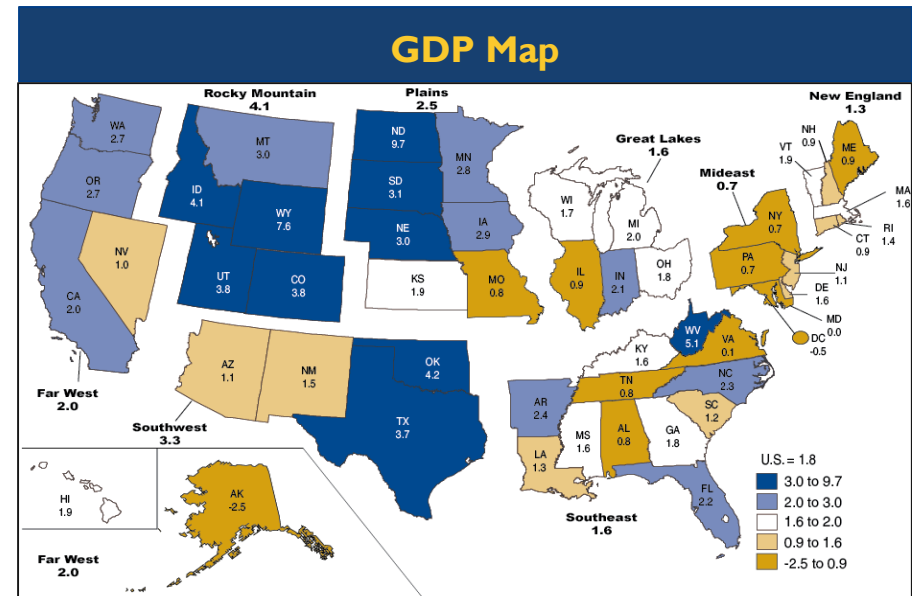 GDP Map
Rocky Mountain
4.1
Plains
2.5
New England
1.3
Great Lakes
1.6
Mideast
0.7
WA
2.7
OR
2.7
CA
2.0
NV
1.0
Far West
2.0
MT
3.0
ID
4.1
WY
7.6
UT
3.8
CO
3.8
ND
9.7
SD
3.1
NE
3.0
KS
1.9
MN
2.8
IA
2.9
MO
0.8
WI
1.7
MI
2.0
IL
0.9
IN
2.1
OH
1.8
NH
0.9
VT
1.9
ME
0.9
MA
1.6
RI
1.4
CT
0.9
NY
0.7
PA
0.7
NJ
1.1
DE
1.6
MD
0.0
DC
-0.5
AZ
1.1
NM
1.5
OK
4.2
TX
3.7
Southwest
3.3
WV
5.1
VA
0.1
KY
1.6
TN
0.8
NC
2.3
SC
1.2
AR
2.4
LA
1.3
MS
1.6
AL
0.8
GA
1.8
FL
2.2
Southeast
1.6
HI
1.9
AK
-2.5
Far West
2.0
U.S. = 1.8
3.0 to 9.7
2.0 to 3.0
1.6 to 2.0
0.9 to 1.6
-2.5 to 0.9